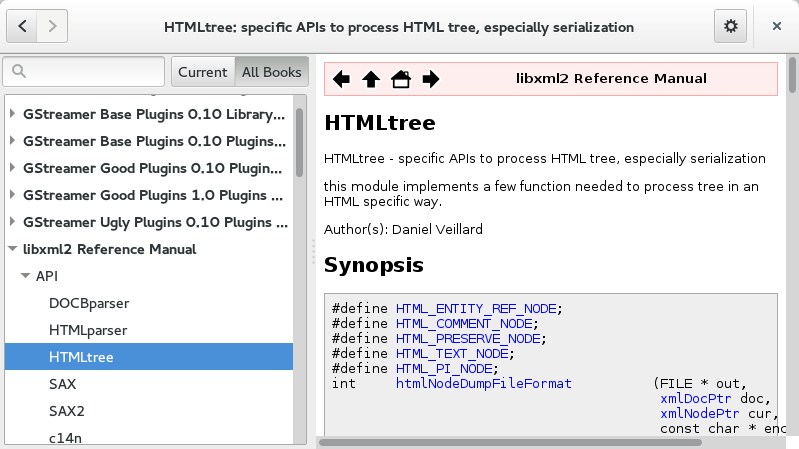 HTMLtree: specific APIs to process HTML tree, especially serialization
Current
All Books
GStreamer Base Plugins 0.10 Library...
GStreamer Base Plugins 0.10 Plugins...
GStreamer Good Plugins 0.10 Plugin...
GStreamer Good Plugins 1.0 Plugins ...
GStreamer Ugly Plugins 0.10 Plugins ...
libxml2 Reference Manual
API
DOCBparser
HTMLparser
HTMLtree
SAX
SAX2
c14n
libxml2 Reference Manual
HTMLtree
HTMLtree - specific APIs to process HTML tree, especially serialization
this module implements a few function needed to process tree in an
HTML specific way.
Author(s): Daniel Veillard
Synopsis
#define HTML_ENTITY_REF_NODE;
#define HTML_COMMENT_NODE;
#define HTML_PRESERVE_NODE;
#define HTML_TEXT_NODE;
#define HTML_PI_NODE;
int htmlNodeDumpFileFormat (FILE * out,
xmlDocPtr doc,
xmlNodePtr cur,
const char * enc